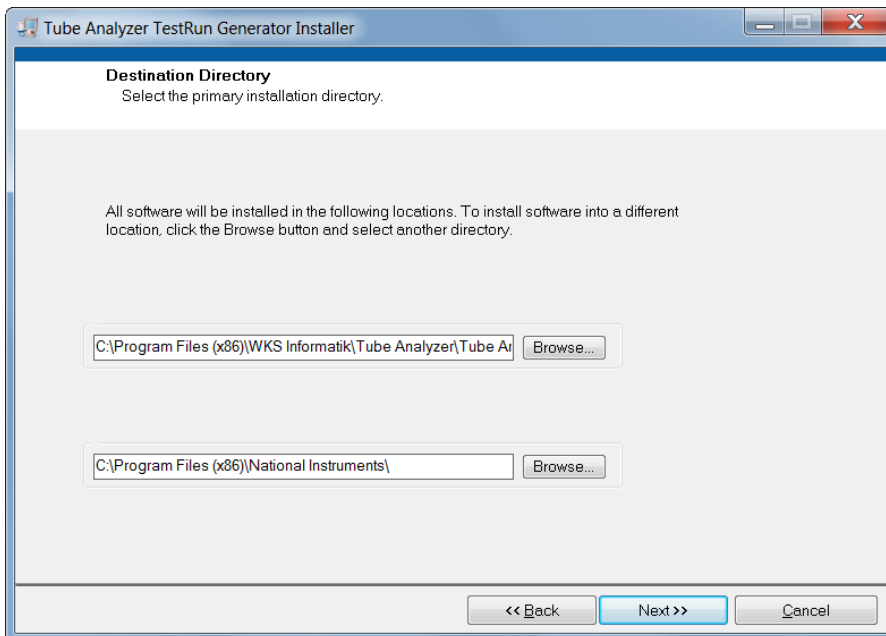 Tube Analyzer TestRun Generator Installer
Destination Directory
Select the primary installation directory.
All software will be installed in the following locations. To install software into a different
location, click the Browse button and select another directory.
C:\Program Files (x86)\WKS Informatik\Tube Analyzer\Tube Ar
Browse...
C:\Program Files (x86)\National Instruments\
Browse...
<< Back
Next >>
Cancel